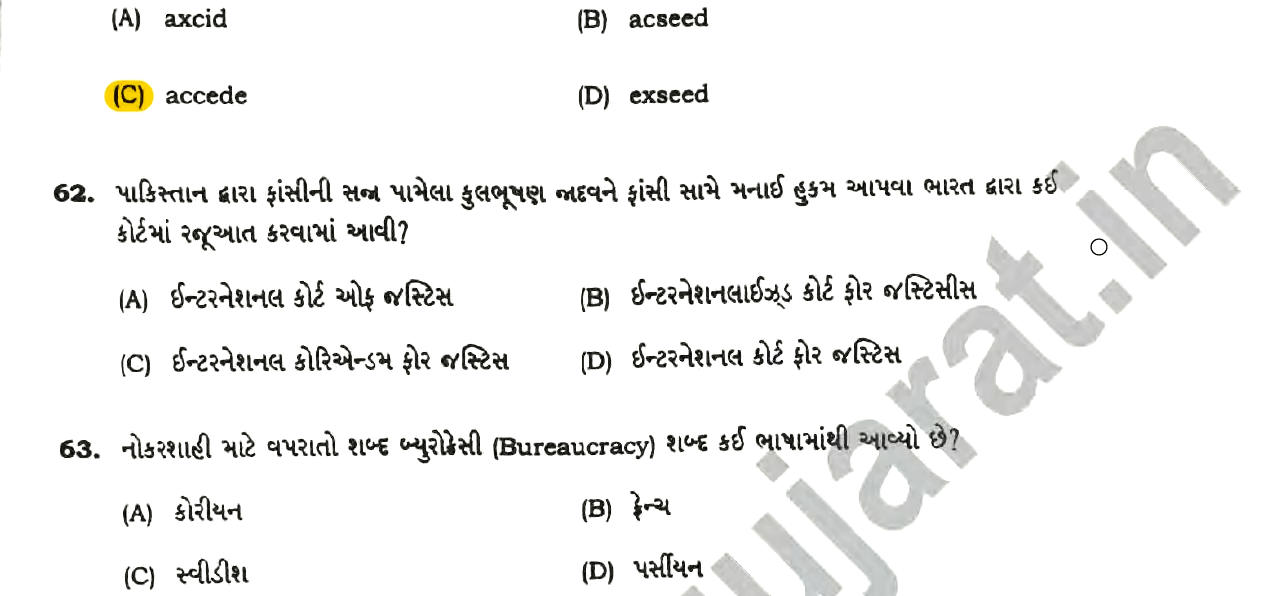 (A) axcid (B) acseed
(C) accede (D) exseed
62. પાકિસ્તાન દ્વારા ફાંસીની સજા પામેલા કુલભૂષણ જાદવને ફાંસી સામે મનાઈ હુકમ આપવા ભારત દ્વારા કઈ
કોર્ટમાં રજૂઆત કરવામાં આવી?
(A) ઈન્ટરનેશનલ કોર્ટ ઓફ જસ્ટિસ (B) ઈન્ટરનેશનલાઈઝ્ડ કોર્ટ ફોર જસ્ટિસીસ
(C) ઈન્ટરનેશનલ કોરિએન્ડમ ફોર જસ્ટિસ (D) ઈન્ટરનેશનલ કોર્ટ ફોર જસ્ટિસ
63. નોકરશાહી માટે વપરાતો શબ્દ બ્યુરોક્રેસી (Bureaucracy) શબ્દ કઈ ભાષામાંથી આવ્યો છે?
(A) કોરીયન (B) ફ્રેન્ચ
(C) સ્વીડીશ (D) પર્સીયન
ujarat.in